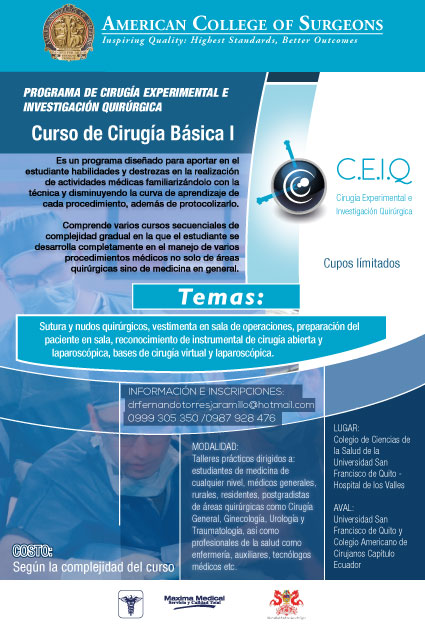 AMERICAN COLLEGE OF SURGEONS
Inspiring Quality: Highest Standards, Better Outcomes
PROGRAMA DE CIRUGÍA EXPERIMENTAL E
INVESTIGACIÓN QUIRÚRGICA
Curso de Cirugía Básica I
Es un programa diseñado para aportar en el
estudiante habilidades y destrezas en la realización
de actividades médicas familiarizándolo con la
técnica y disminuyendo la curva de aprendizaje de
cada procedimiento, además de protocolizarlo.
Comprende varios cursos secuenciales de
complejidad gradual en la que el estudiante se
desarrolla completamente en el manejo de varios
procedimientos médicos no solo de áreas
quirúrgicas sino de medicina en general.
C.E.I.Q
Cirugía Experimental e
Investigación Quirúrgica
Cupos límitados
Temas:
Sutura y nudos quirúrgicos, vestimenta en sala de operaciones, preparación del
paciente en sala, reconocimiento de instrumental de cirugía abierta y
laparoscópica, bases de cirugía virtual y laparoscópica.
INFORMACIÓN E INSCRIPCIONES:
drfernandotorresjaramillo@hotmail.com
0999 305 350 /0987 928 476
MODALIDAD:
Talleres prácticos dirigidos a:
estudiantes de medicina de
cualquier nivel, médicos generales,
rurales, residentes, postgradistas
de áreas quirúrgicas como Cirugía
General, Ginecología, Urología y
Traumatología, así como
profesionales de la salud como
enfermería, auxiliares, tecnólogos
médicos etc.
LUGAR:
Colegio de Ciencias de
la Salud de la
Universidad San
Francisco de Quito -
Hospital de los Valles
AVAL:
Universidad San
Francisco de Quito y
Colegio Americano de
Cirujanos Capítulo
Ecuador
COSTO:
Según la complejidad del curso
Maxima Medical
Servicio y Calidad Total